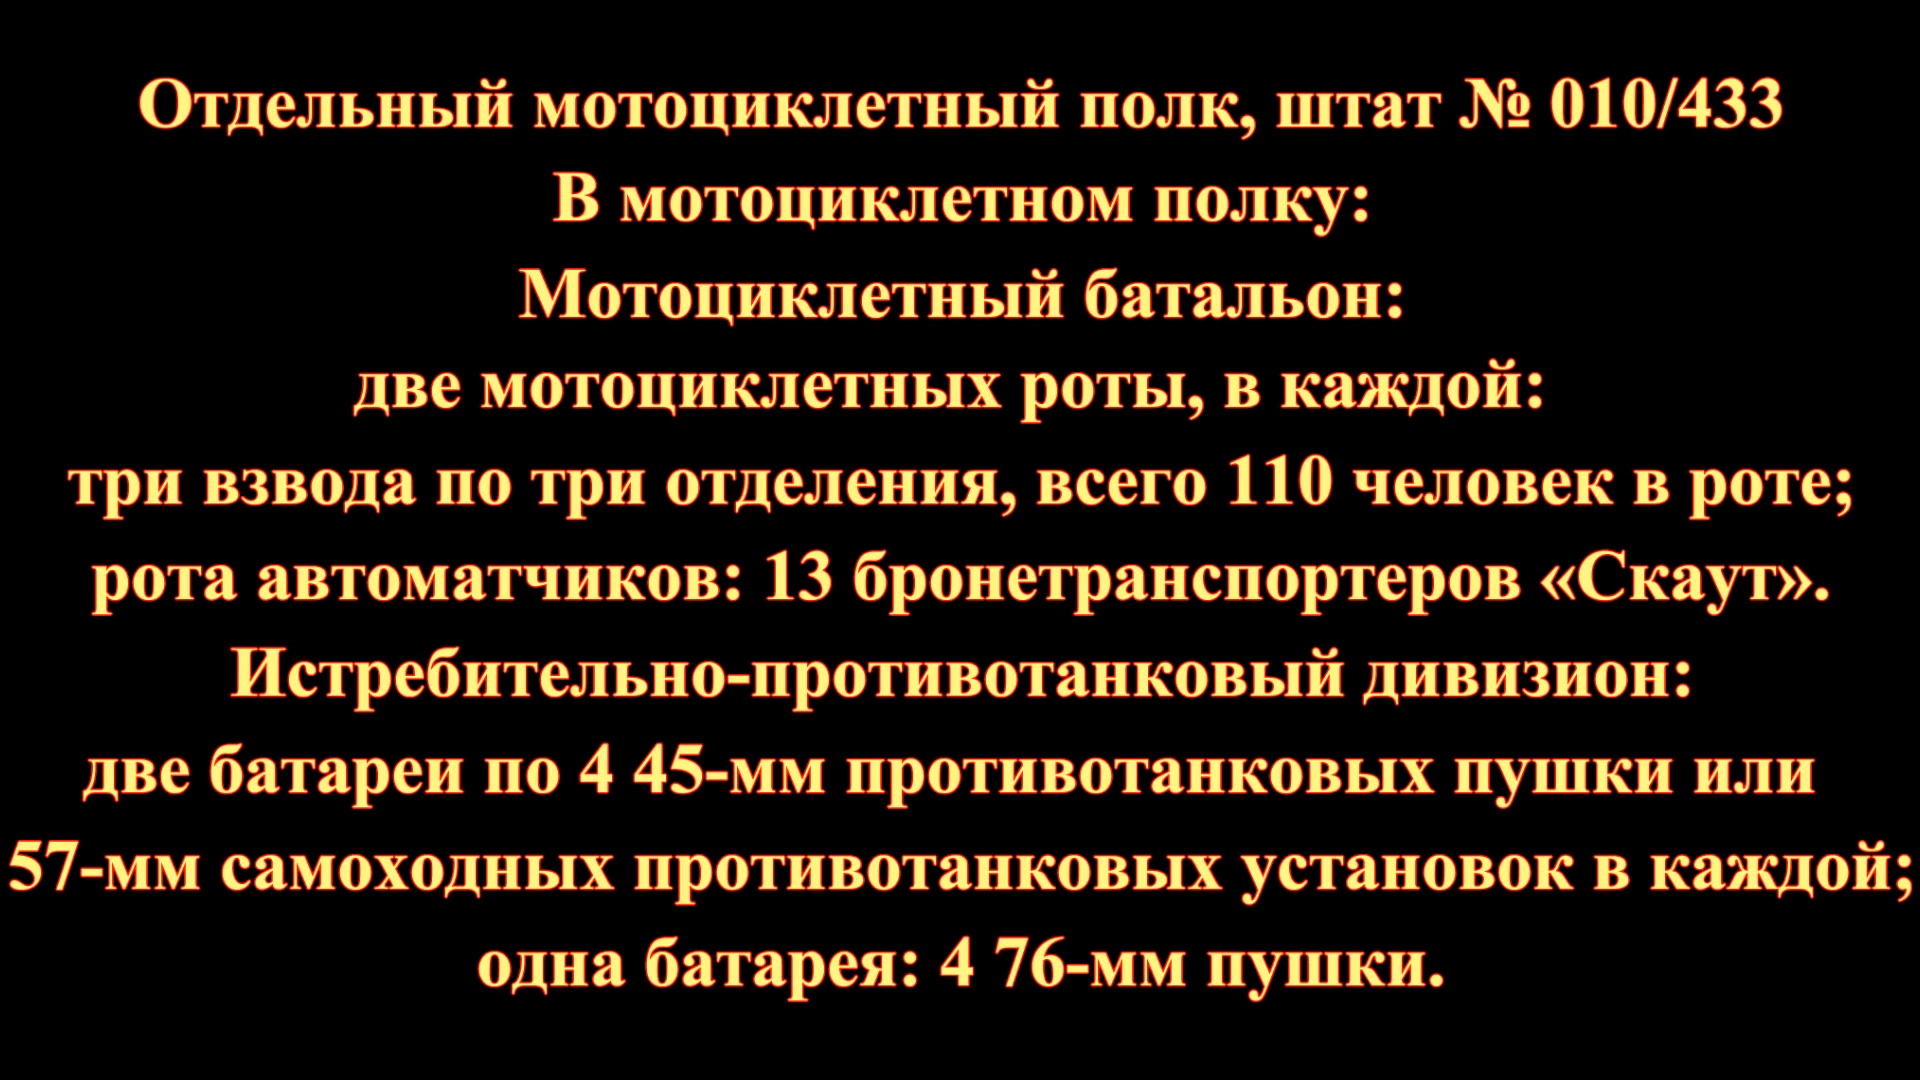 Отдельный мотоциклетный полк, штат № 010/433
В мотоциклетном полку:
Мотоциклетный батальон:
две мотоциклетных роты, в каждой:
три взвода по три отделения, всего 110 человек в роте;
рота автоматчиков: 13 бронетранспортеров «Скаут».
Истребительно-противотанковый дивизион:
две батареи по 4 45-мм противотанковых пушки или
57-мм самоходных противотанковых установок в каждой;
одна батарея: 4 76-мм пушки.